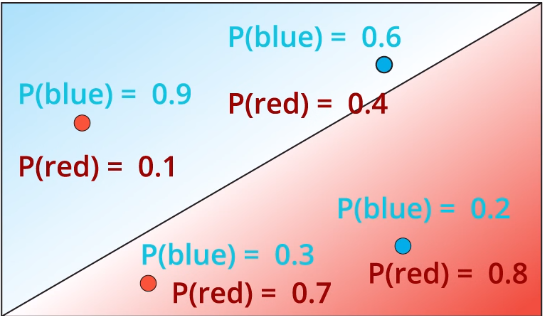 P(blue) = 0.6
P(blue) = 0.9
P(red) = 0.4
P(red) = 0.1
P(blue) = 0.2
P(blue) = 0.3
P(red) = 0.8
P(red) = 0.7